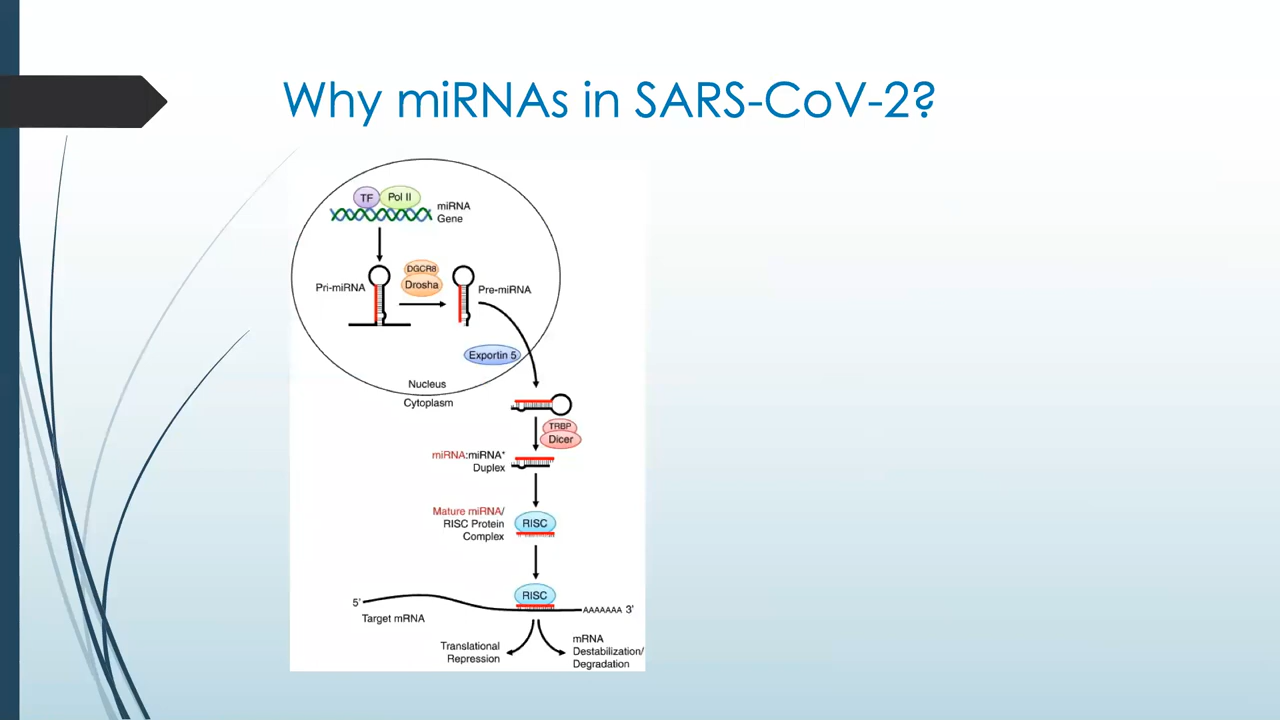 Why miRNAs in SARS-CoV-2?
TF
Pol II
miRNA
Gene
Pri-miRNA
DGCR8
Drosha
Pre-miRNA
Exportin 5
Nucleus
Cytoplasm
TRBP
Dicer
miRNA:miRNA*
Duplex
Mature miRNA/
RISC Protein
Complex
RISC
RISC
5'
AAAAAAA 3'
Target mRNA
Translational
Repression
mRNA
Destabilization/
Degradation